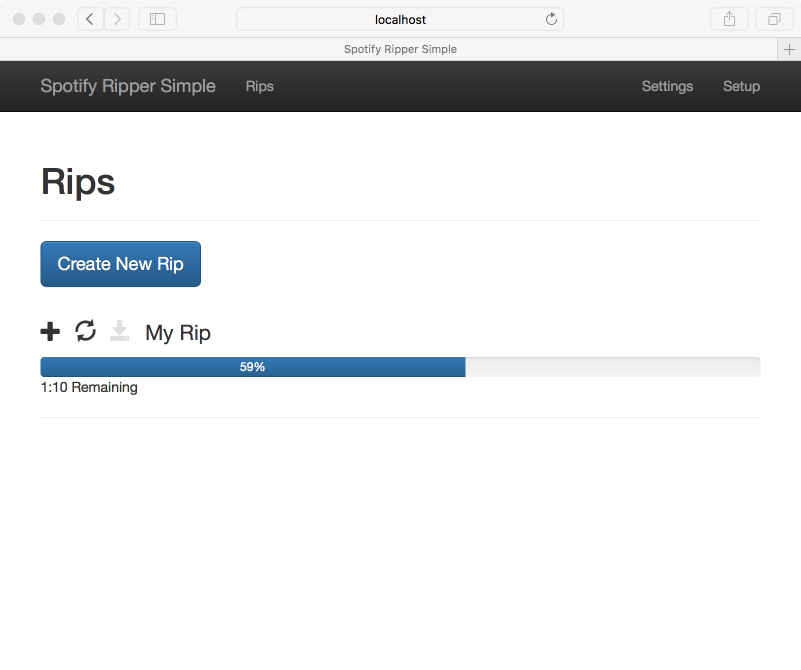 localhost
Spotify Ripper Simple
Spotify Ripper Simple Rips Settings Setup
Rips
Create New Rip
My Rip
59%
1:10 Remaining